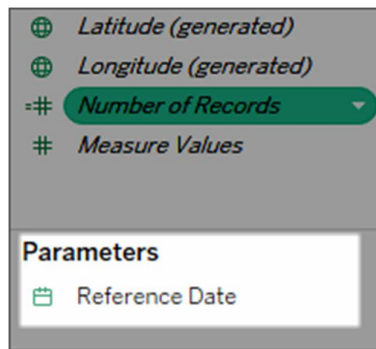 Latitude (generated)
Longitude (generated)
Number of Records
Measure Values
Parameters
Reference Date